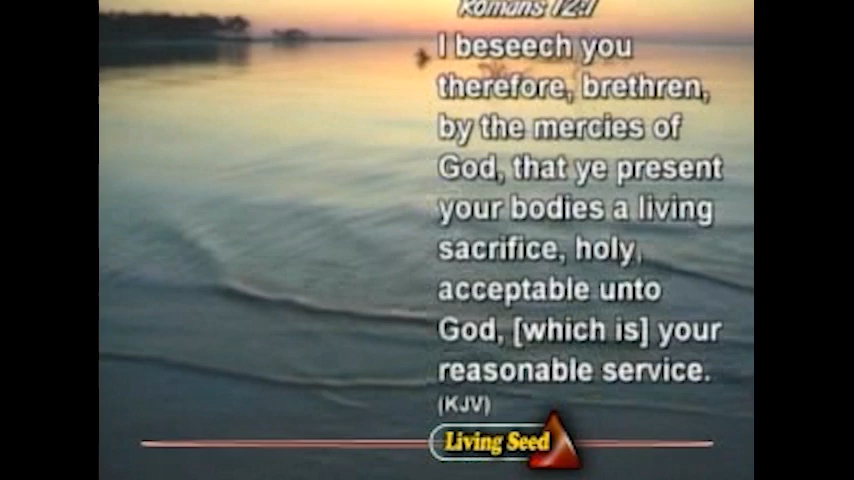 Romans 12:1
I beseech you
therefore, brethren,
by the mercies of
God, that ye present
your bodies a living
sacrifice, holy,
acceptable unto
God, [which is] your
reasonable service.
(KJV)
Living Seed